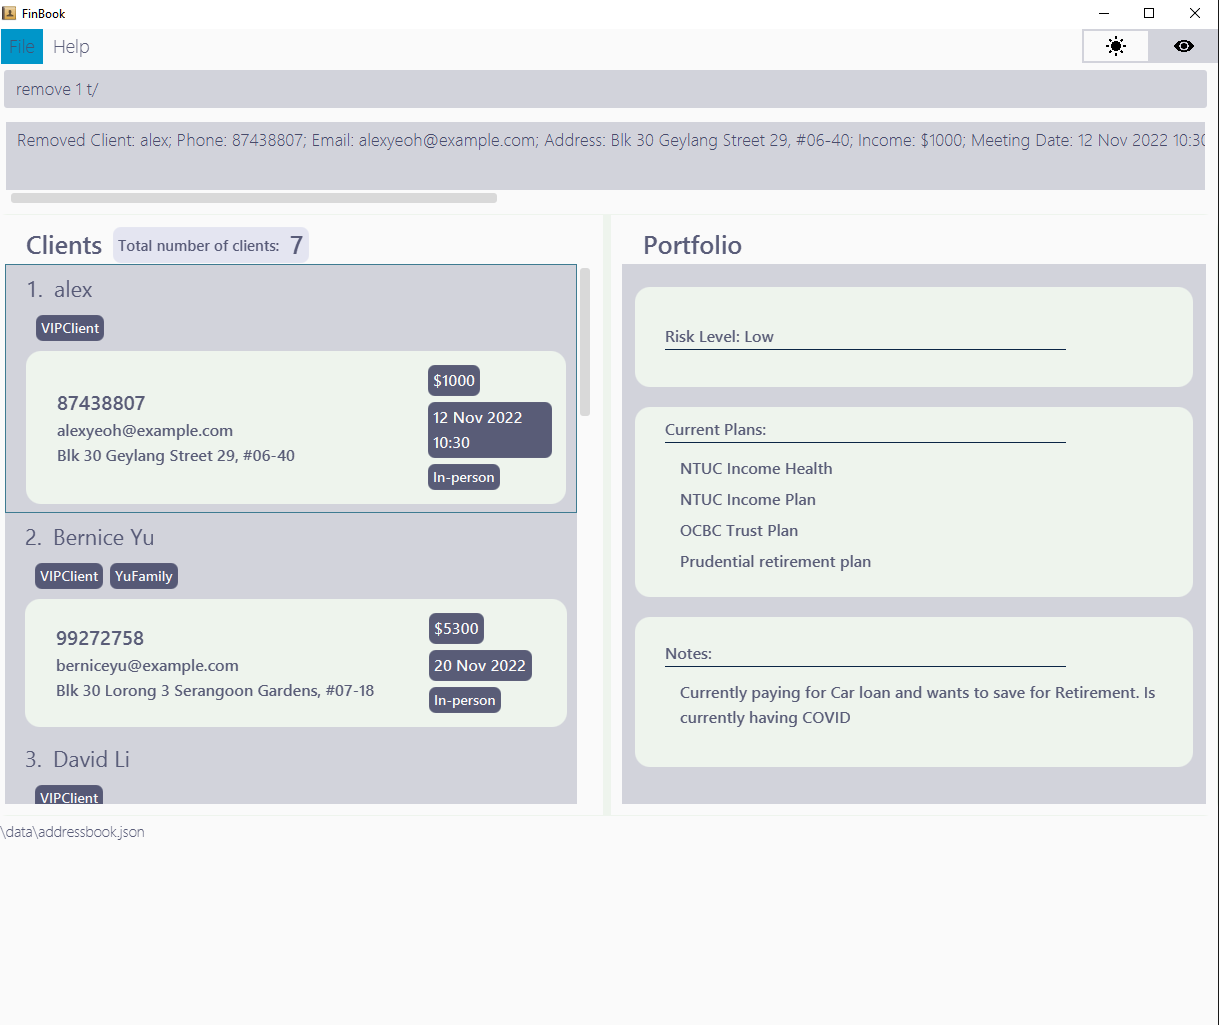 FinBook
File Help
remove 1 t/
Removed Client: alex; Phone: 87438807; Email: alexyeoh@example.com; Address: Blk 30 Geylang Street 29, #06-40; Income: $1000; Meeting Date: 12 Nov 2022 10:30
Clients Total number of clients: 7
1. alex
VIPClient
87438807
alexyeoh@example.com
Blk 30 Geylang Street 29, #06-40
$1000
12 Nov 2022
10:30
In-person
2. Bernice Yu
VIPClient YuFamily
99272758
berniceyu@example.com
Blk 30 Lorong 3 Serangoon Gardens, #07-18
$5300
20 Nov 2022
In-person
3. David Li
VIPClient
Portfolio
Risk Level: Low
Current Plans:
NTUC Income Health
NTUC Income Plan
OCBC Trust Plan
Prudential retirement plan
Notes:
Currently paying for Car loan and wants to save for Retirement. Is
currently having COVID
\data\addressbook.json